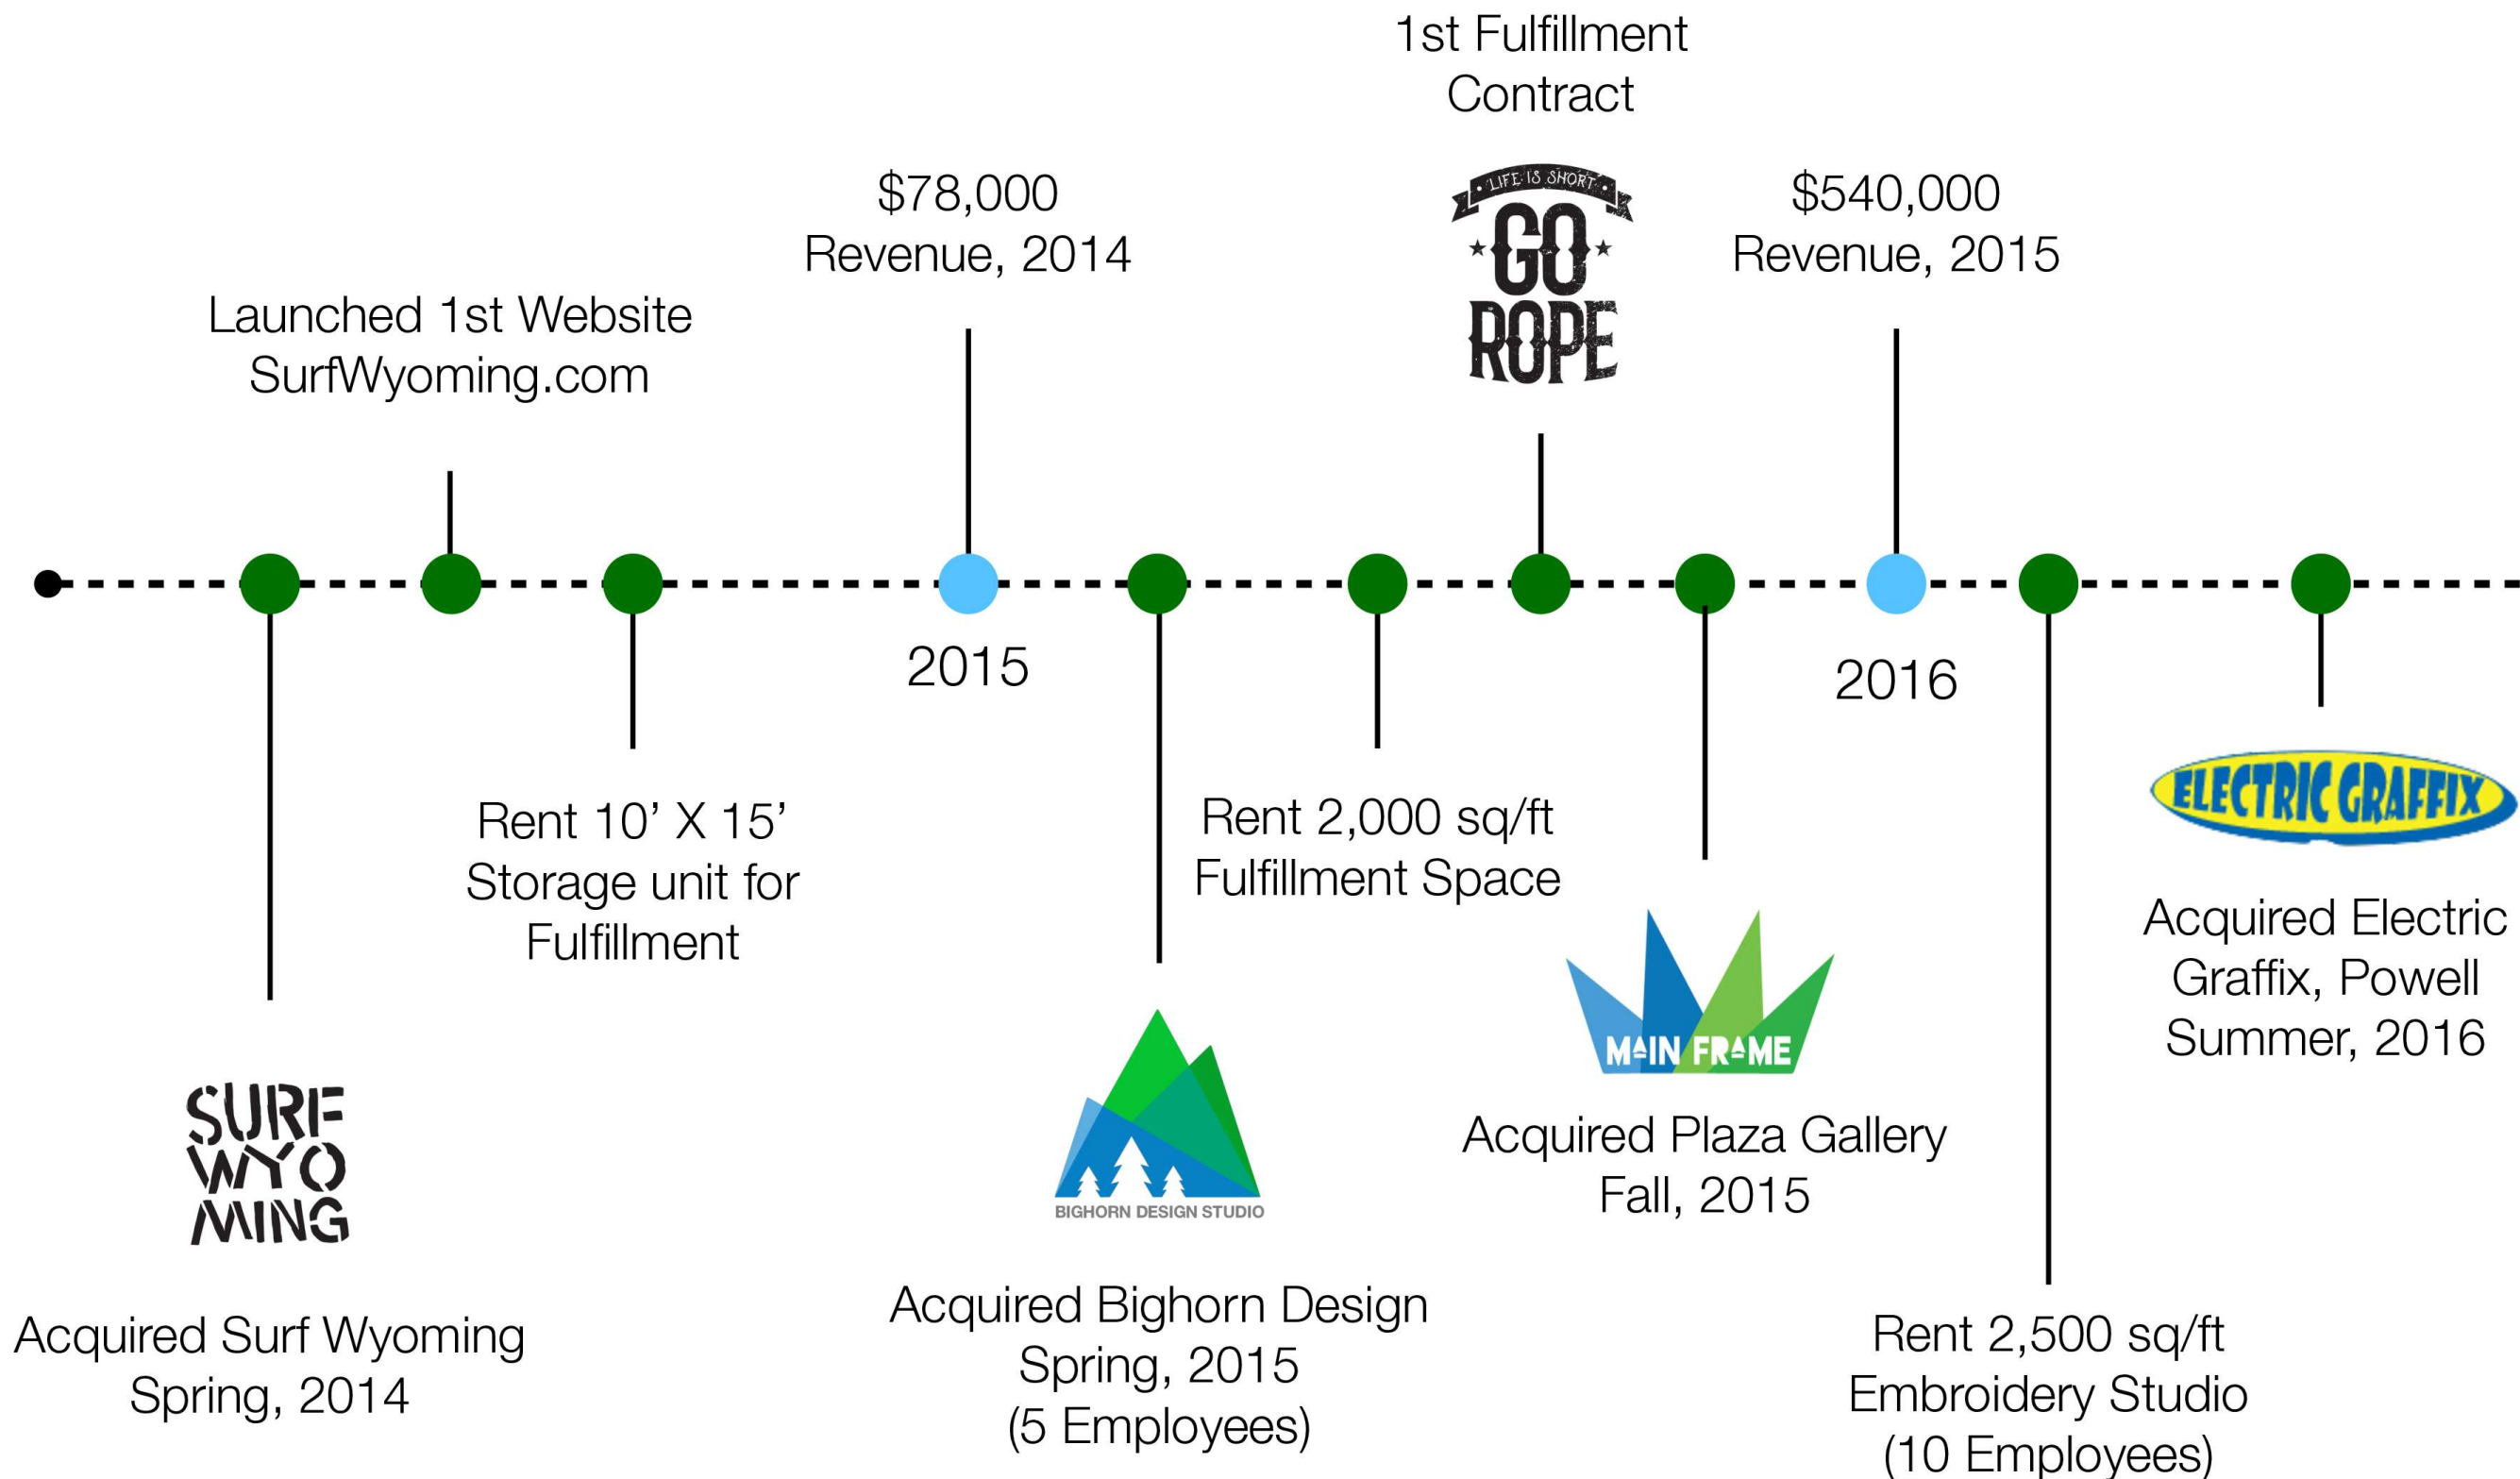 1st Fulfillment
Contract
LIFE IS SHORT
GO
ROPE
$78,000
Revenue, 2014
$540,000
Revenue, 2015
Launched 1st Website
SurfWyoming.com
2015
2016
Rent 10’ X 15’
Storage unit for
Fulfillment
Rent 2,000 sq/ft
Fulfillment Space
ELECTRIC GRAFFIX
Acquired Electric
Graffix, Powell
Summer, 2016
MAIN FRAME
Acquired Plaza Gallery
Fall, 2015
SURF
WYO
MING
Acquired Surf Wyoming
Spring, 2014
BIGHORN DESIGN STUDIO
Acquired Bighorn Design
Spring, 2015
(5 Employees)
Rent 2,500 sq/ft
Embroidery Studio
(10 Employees)